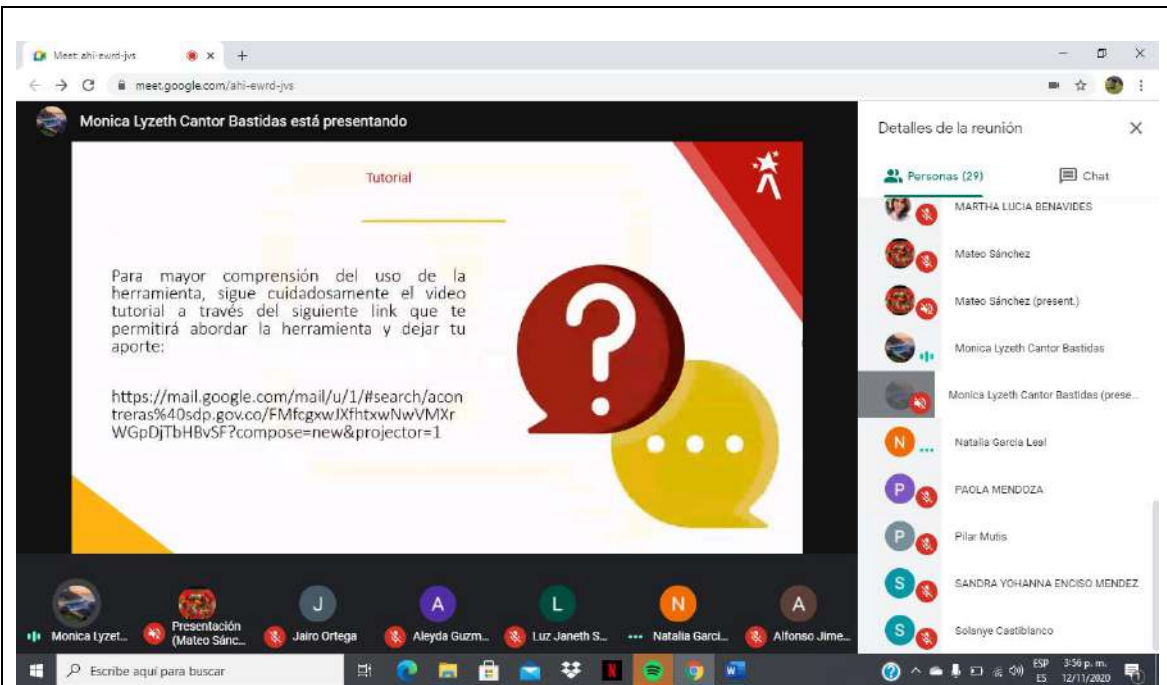 Meet: ahi-ewrd-jvs
meet.google.com/ahi-ewrd-jvs
Monica Lyzeth Cantor Bastidas está presentando
Tutorial
Para mayor comprensión del uso de la
herramienta, sigue cuidadosamente el video
tutorial a través del siguiente link que te
permitirá abordar la herramienta y dejar tu
aporte:
https://mail.google.com/mail/u/1/#search/acon
treras%40sdp.gov.co/FMfcgxwJXfhtxwNwVMXr
WGpDjTbHBvSF?compose=new&projector=1
Detalles de la reunión
Personas (29)
Chat
MARTHA LUCIA BENAVIDES
Mateo Sánchez
Mateo Sánchez (present.)
Monica Lyzeth Cantor Bastidas
Monica Lyzeth Cantor Bastidas (prese...
N
Natalia Garcia Leal
P
PAOLA MENDOZA
P
Pilar Mutis
S
SANDRA YOHANNA ENCISO MENDEZ
S
Solsnye Castiblanco
J
A
L
N
A
Monica Lyzet...
Presentación
(Mateo Sánc...
Jairo Ortega
Aleyda Guzm...
Luz Janeth S...
Natalia Garci...
Alfonso Jime...
Escribe aquí para buscar
ESP
ES
3:56 p. m.
12/11/2020